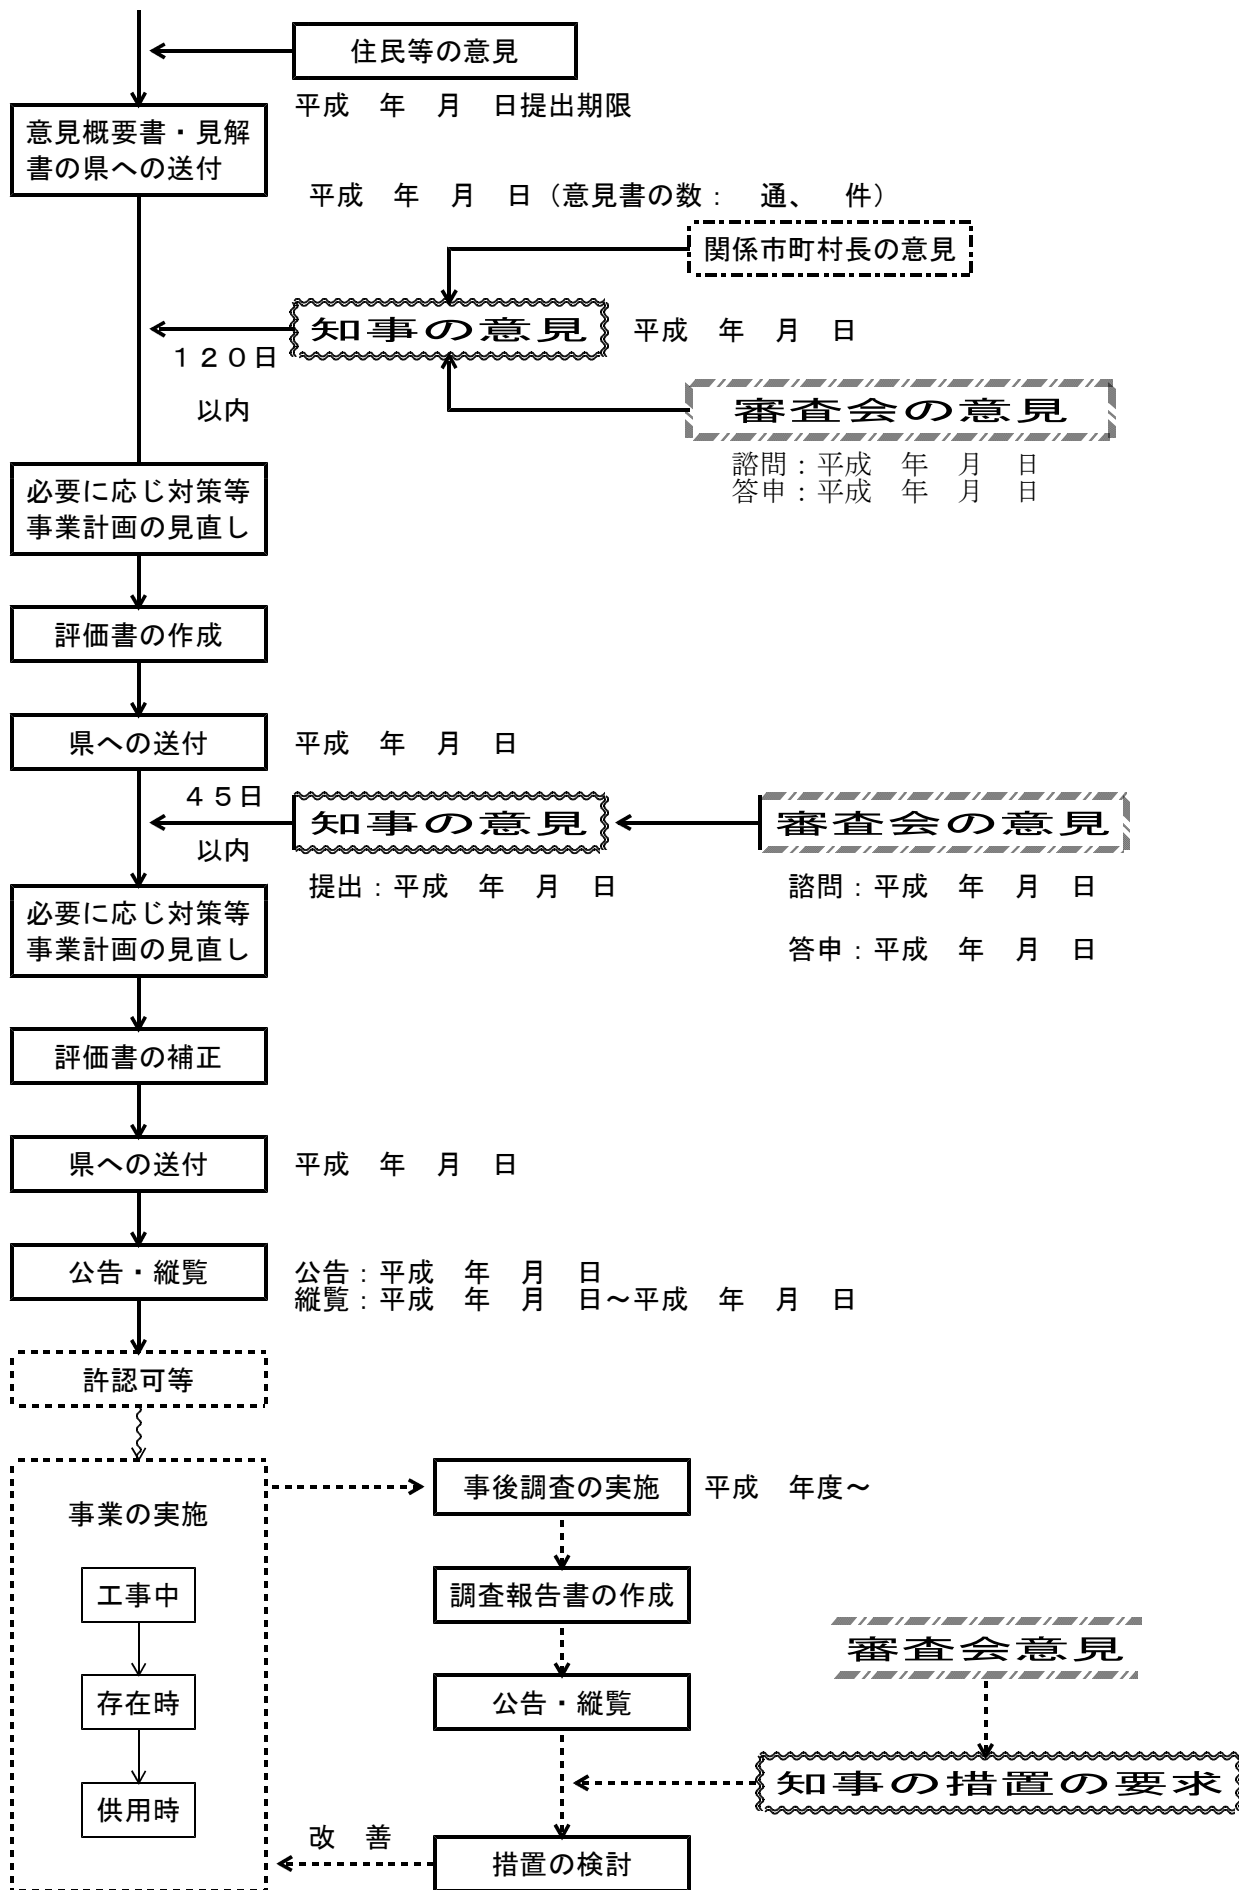 住民等の意見
平成　年　月　日提出期限
意見概要書・見解
書の県への送付
平成　年　月　日（意見書の数：　通、　件）
関係市町村長の意見
知事の意見
平成　年　月　日
１２０日
以内
審査会の意見
諮問：平成　年　月　日
答申：平成　年　月　日
必要に応じ対策等
事業計画の見直し
評価書の作成
県への送付
平成　年　月　日
４５日
以内
知事の意見
審査会の意見
提出：平成　年　月　日
諮問：平成　年　月　日
答申：平成　年　月　日
必要に応じ対策等
事業計画の見直し
評価書の補正
県への送付
平成　年　月　日
公告・縦覧
公告：平成　年　月　日
縦覧：平成　年　月　日～平成　年　月　日
許認可等
事業の実施
工事中
存在時
供用時
事後調査の実施
平成　年度～
調査報告書の作成
審査会意見
公告・縦覧
知事の措置の要求
改　善
措置の検討